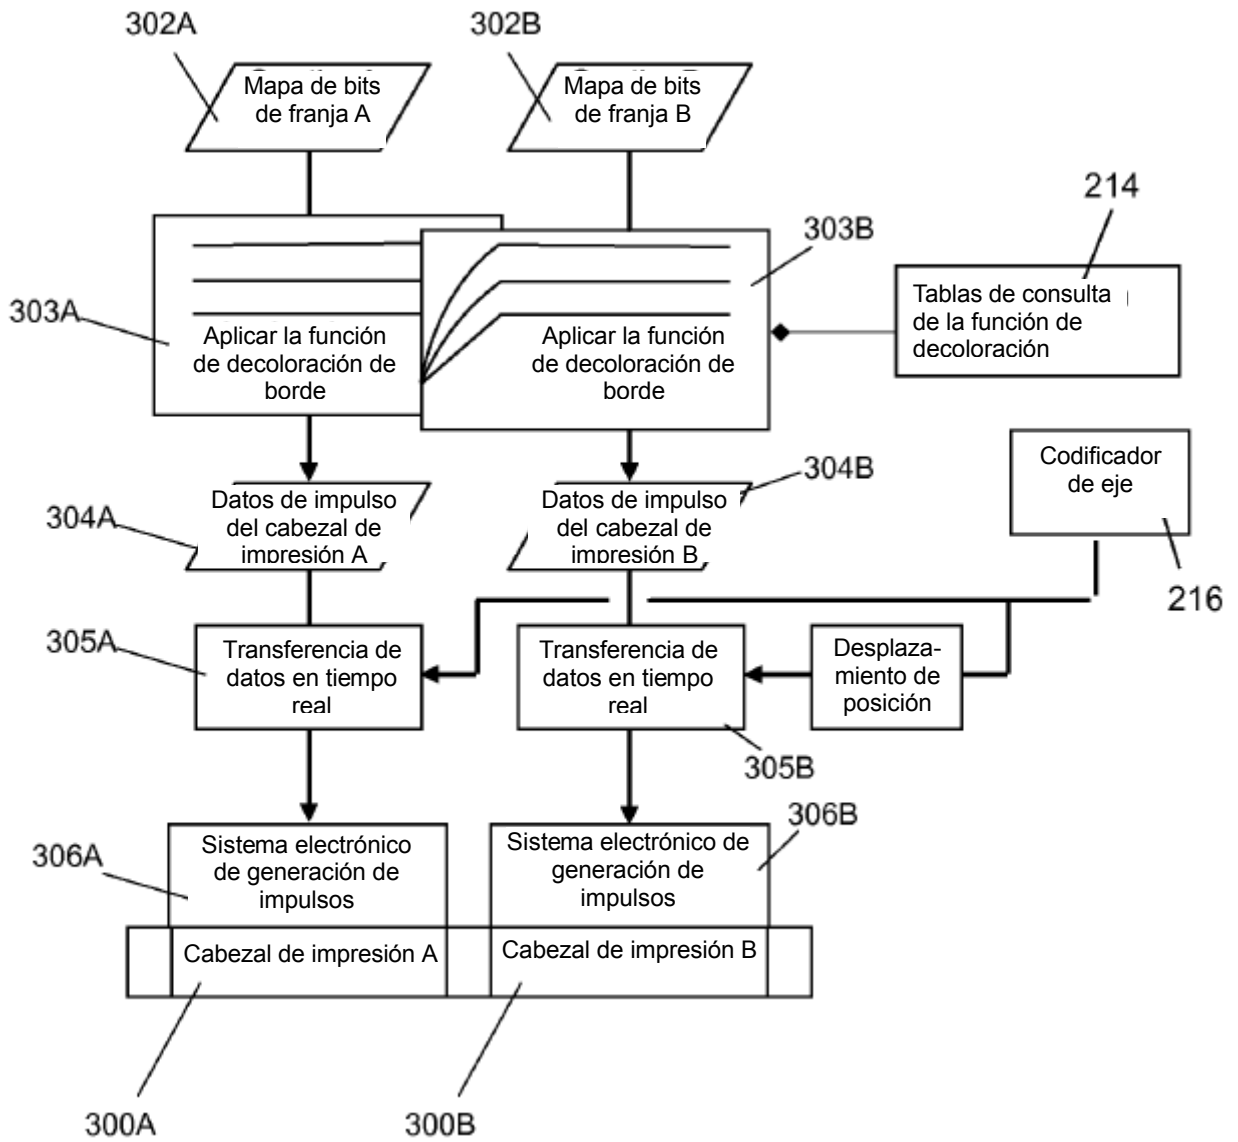 302A
302B
Mapa de bits
de franja A
Mapa de bits
de franja B
214
303B
303A
Aplicar la función
de decoloración de
borde
Aplicar la función
de decoloración de
borde
Tablas de consulta
de la función de
decoloración
Codificador
de eje
304B
304A
Datos de impulso
del cabezal de
impresión A
Datos de impulso
del cabezal de
impresión B
216
305A
Transferencia de
datos en tiempo
real
Transferencia de
datos en tiempo
real
Desplaza-
miento de
posición
305B
306B
306A
Sistema electrónico
de generación de
impulsos
Sistema electrónico de
generación de
impulsos
Cabezal de impresión A
Cabezal de impresión B
300A
300B